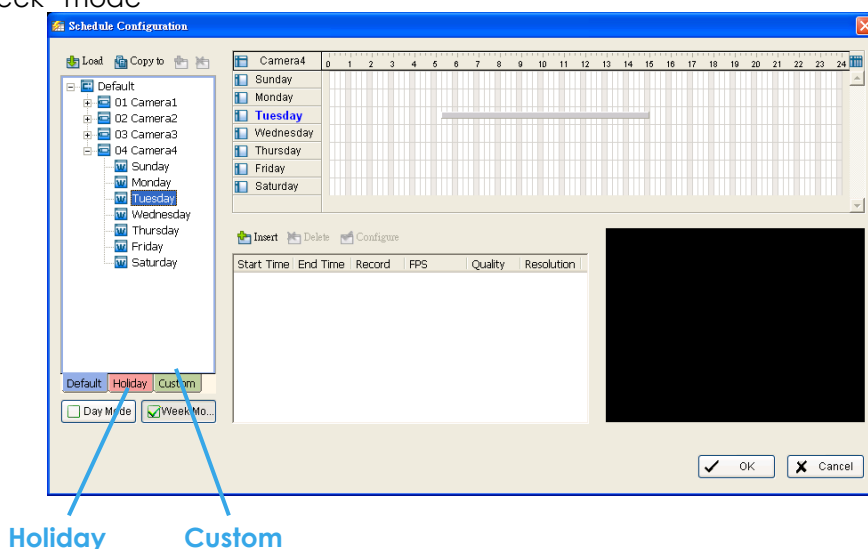 Schedule Configuration
Load Copy to
Default
01 Camera1
02 Camera2
03 Camera3
04 Camera4
Sunday
Monday
Tuesday
Wednesday
Thursday
Friday
Saturday
Default Holiday Custom
Day Mode Week Mo...
Camera4 0 1 2 3 4 5 6 7 8 9 10 11 12 13 14 15 16 17 18 19 20 21 22 23 24
Sunday
Monday
Tuesday
Wednesday
Thursday
Friday
Saturday
Insert Delete Configure
Start Time End Time Record FPS Quality Resolution
OK Cancel
Holiday Custom